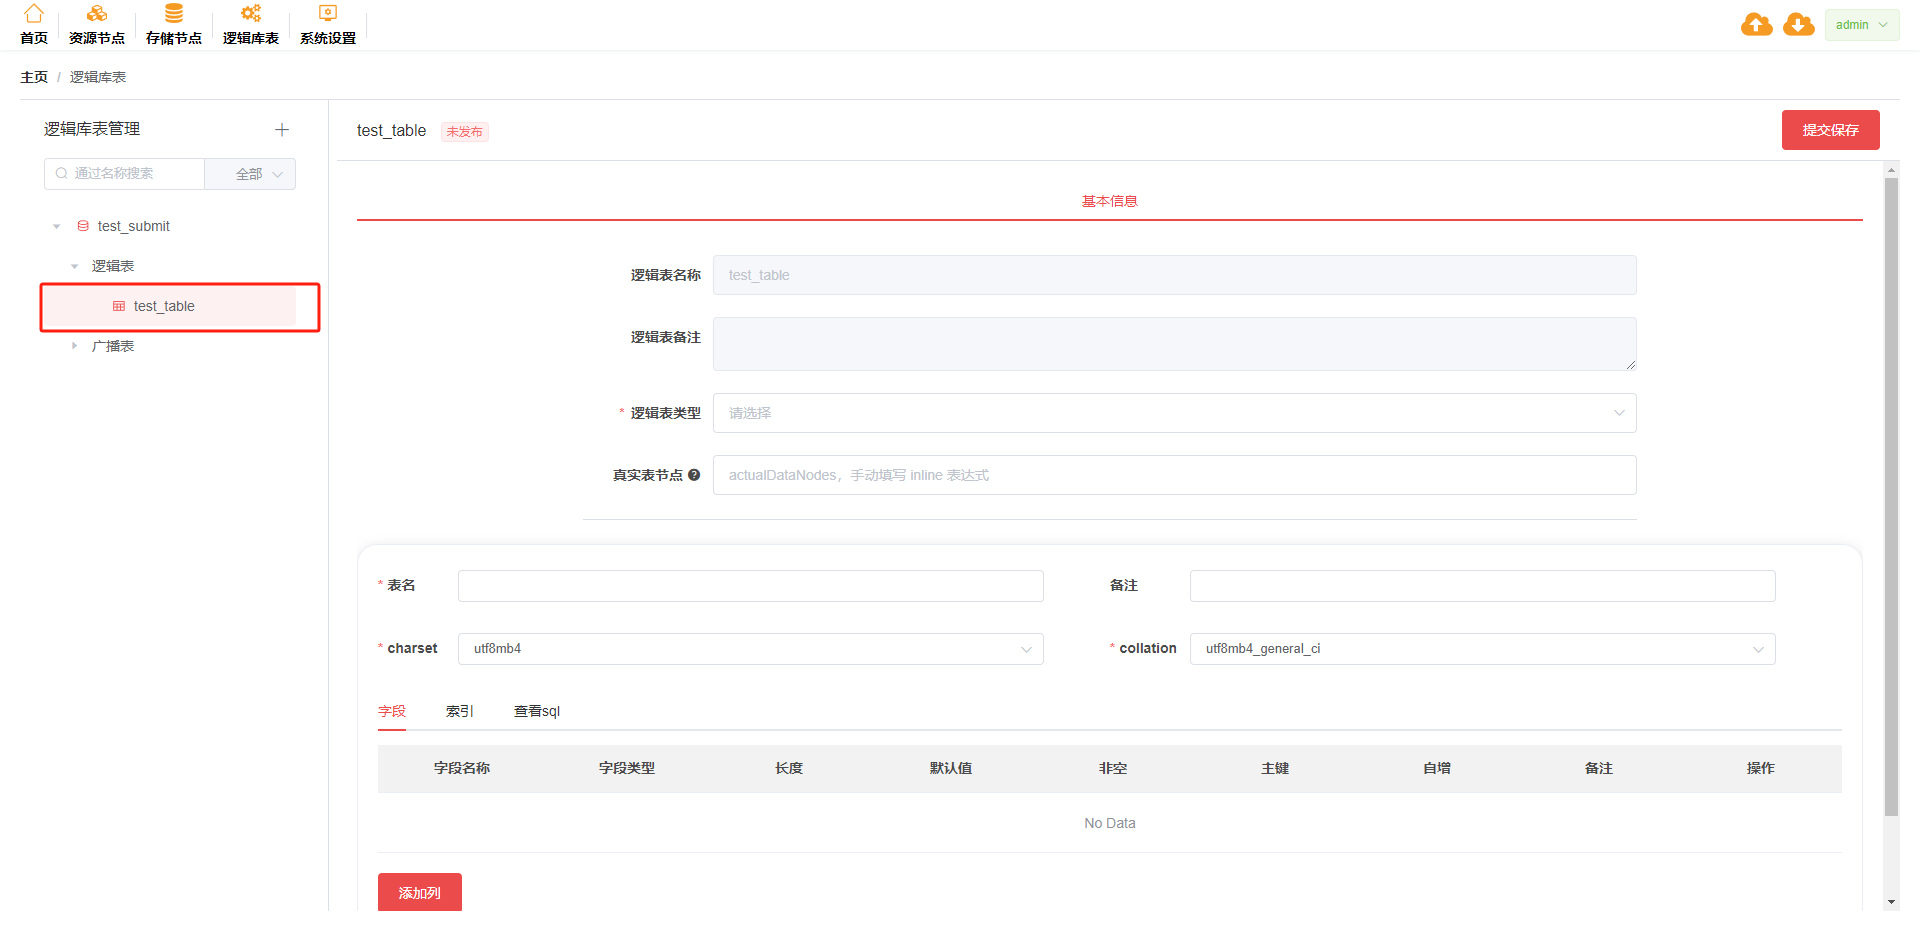 首页
资源节点
存储节点
逻辑库表
系统设置
admin
主页 / 逻辑库表
逻辑库表管理
通过名称搜索
全部
test_submit
逻辑表
test_table
广播表
test_table
未发布
提交保存
基本信息
逻辑表名称
test_table
逻辑表备注
* 逻辑表类型
请选择
真实表节点
actualDataNodes，手动填写 inline 表达式
* 表名
备注
* charset
utf8mb4
* collation
utf8mb4_general_ci
字段
索引
查看sql
字段名称
字段类型
长度
默认值
非空
主键
自增
备注
操作
No Data
添加列